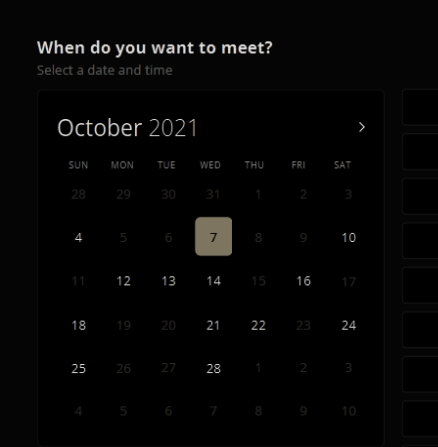 When do you want to meet?
Select a date and time
October 2021
SUN MON TUE WED THU FRI SAT
28 29 30 31 1 2 3
4 5 6 7 8 9 10
11 12 13 14 15 16 17
18 19 20 21 22 23 24
25 26 27 28 1 2 3
4 5 6 7 8 9 10